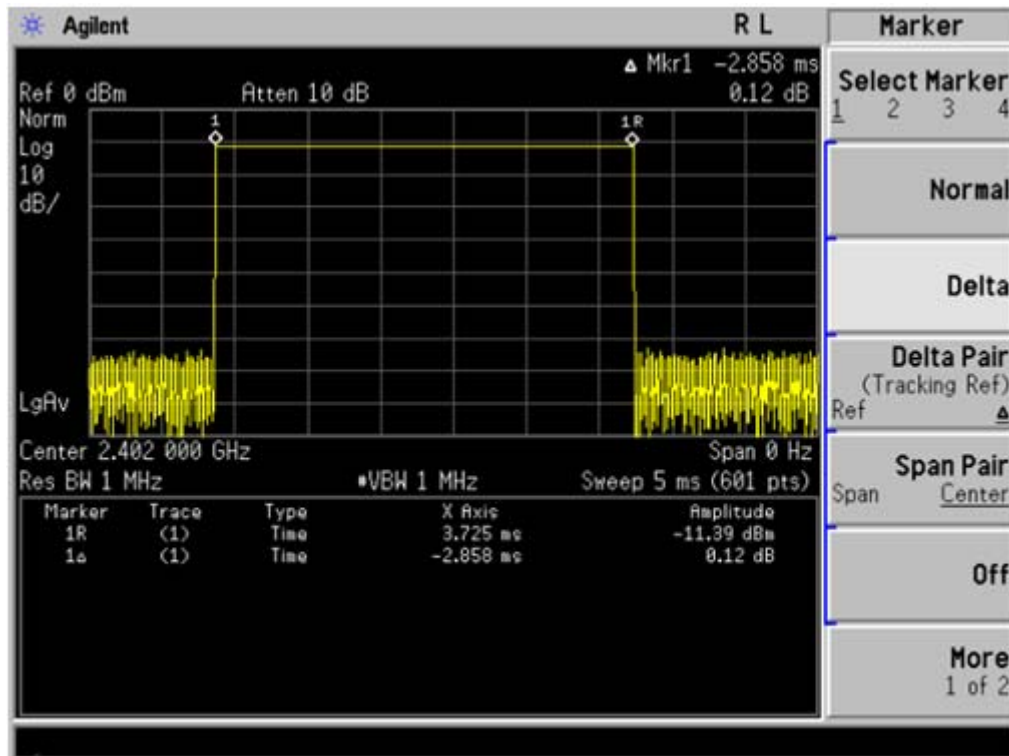 Agilent
R L
Marker
Δ Mkr1 -2.858 ms
Ref 0 dBm
Atten 10 dB
0.12 dB
Norm
Log
10
dB/
1
1R
LgAv
Center 2.402 000 GHz
Span 0 Hz
Res BW 1 MHz
#VBW 1 MHz
Sweep 5 ms (601 pts)
Marker Trace Type X Axis Amplitude
1R (1) Time 3.725 ms -11.39 dBm
1Δ (1) Time -2.858 ms 0.12 dB
Select Marker
1 2 3 4
Normal
Delta
Delta Pair
(Tracking Ref)
Ref Δ
Span Pair
Span Center
Off
More
1 of 2